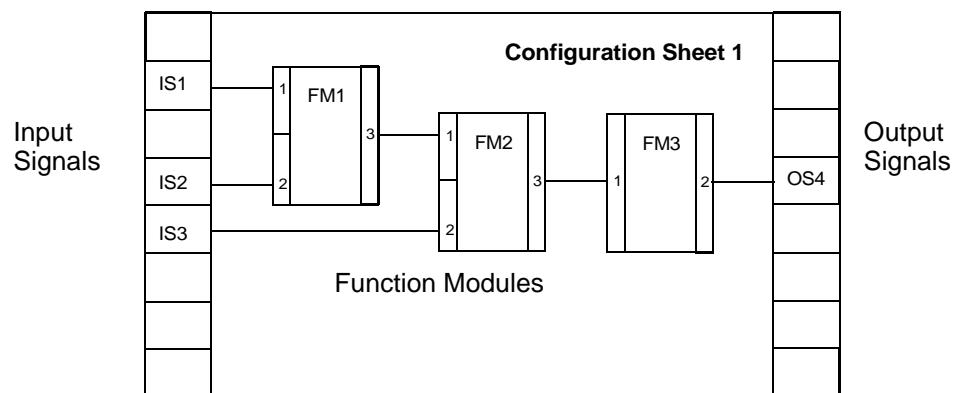 Configuration Sheet 1
Input
Signals
IS1
IS2
IS3
1
2
FM1
3
1
2
FM2
3
1
FM3
2
OS4
Output
Signals
Function Modules